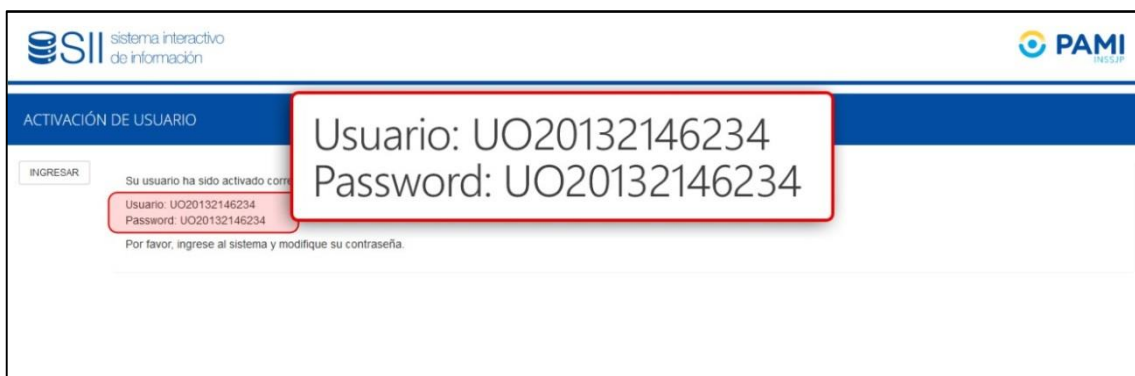 SII sistema interactivo
de información
PAMI
INSSJP
ACTIVACIÓN DE USUARIO
Usuario: UO20132146234
Password: UO20132146234
INGRESAR
Su usuario ha sido activado
Usuario: UO20132146234
Password: UO20132146234
Por favor, ingrese al sistema y modifique su contraseña.